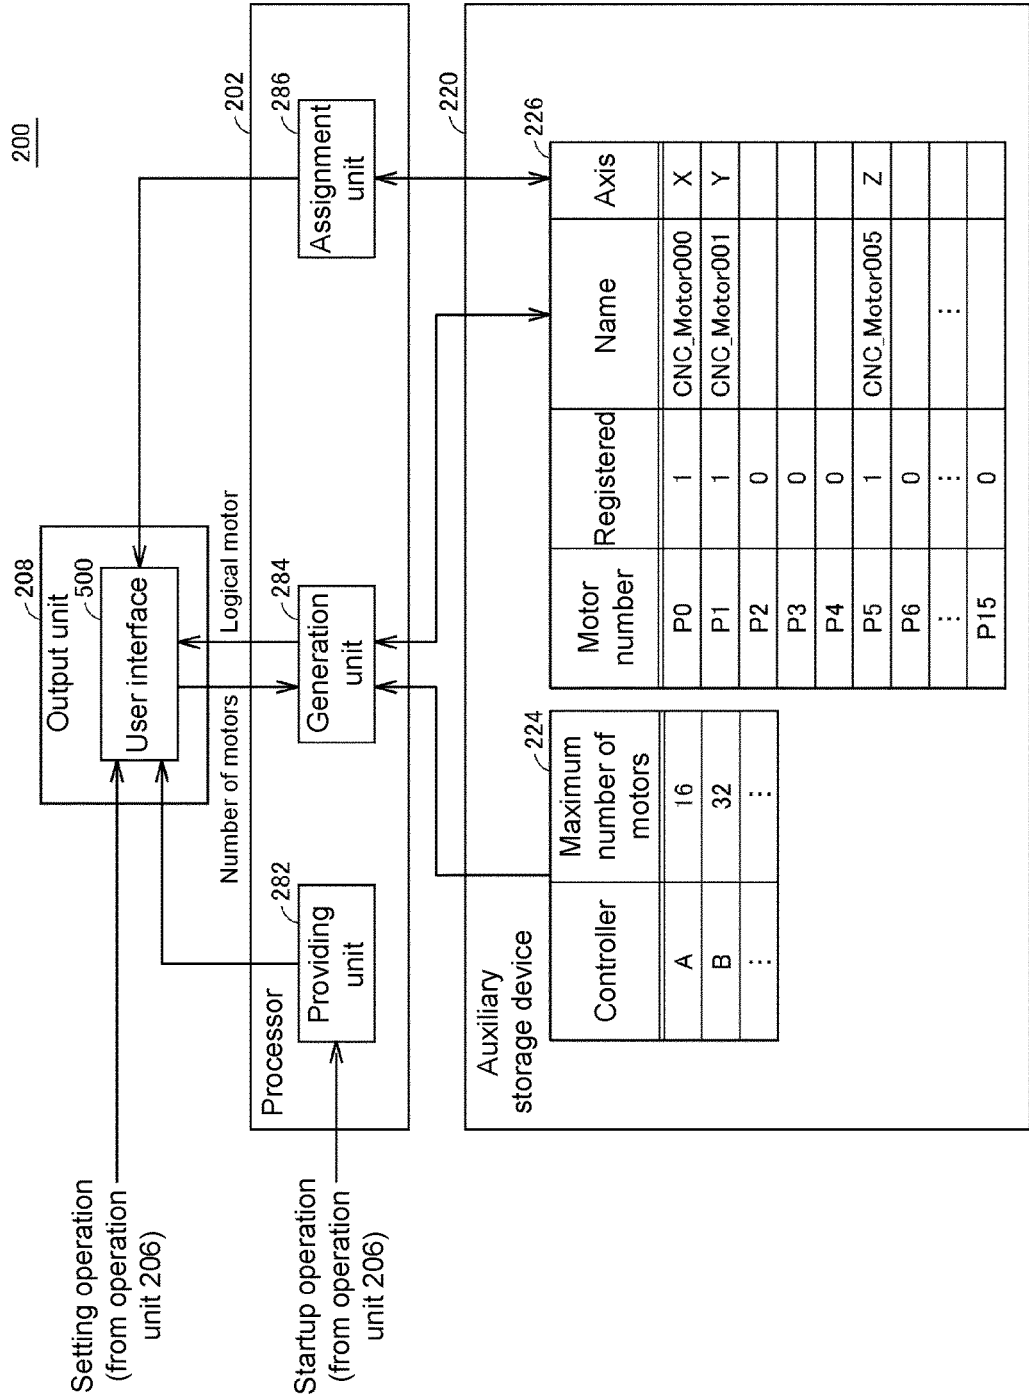 200
Setting operation
(from operation
unit 206)
Output unit
208
User interface
500
Number of motors
Logical motor
Startup operation
(from operation
unit 206)
Processor
202
Providing
unit
282
Generation
unit
284
Assignment
unit
286
Auxiliary
storage device
220
224
Controller Maximum
number of
motors
A 16
B 32
⋮ ⋮
226
Motor
number Registered Name Axis
P0 1 CNC_Motor000 X
P1 1 CNC_Motor001 Y
P2 0
P3 0
P4 0
P5 1 CNC_Motor005 Z
P6 0
⋮ ⋮ ⋮
P15 0